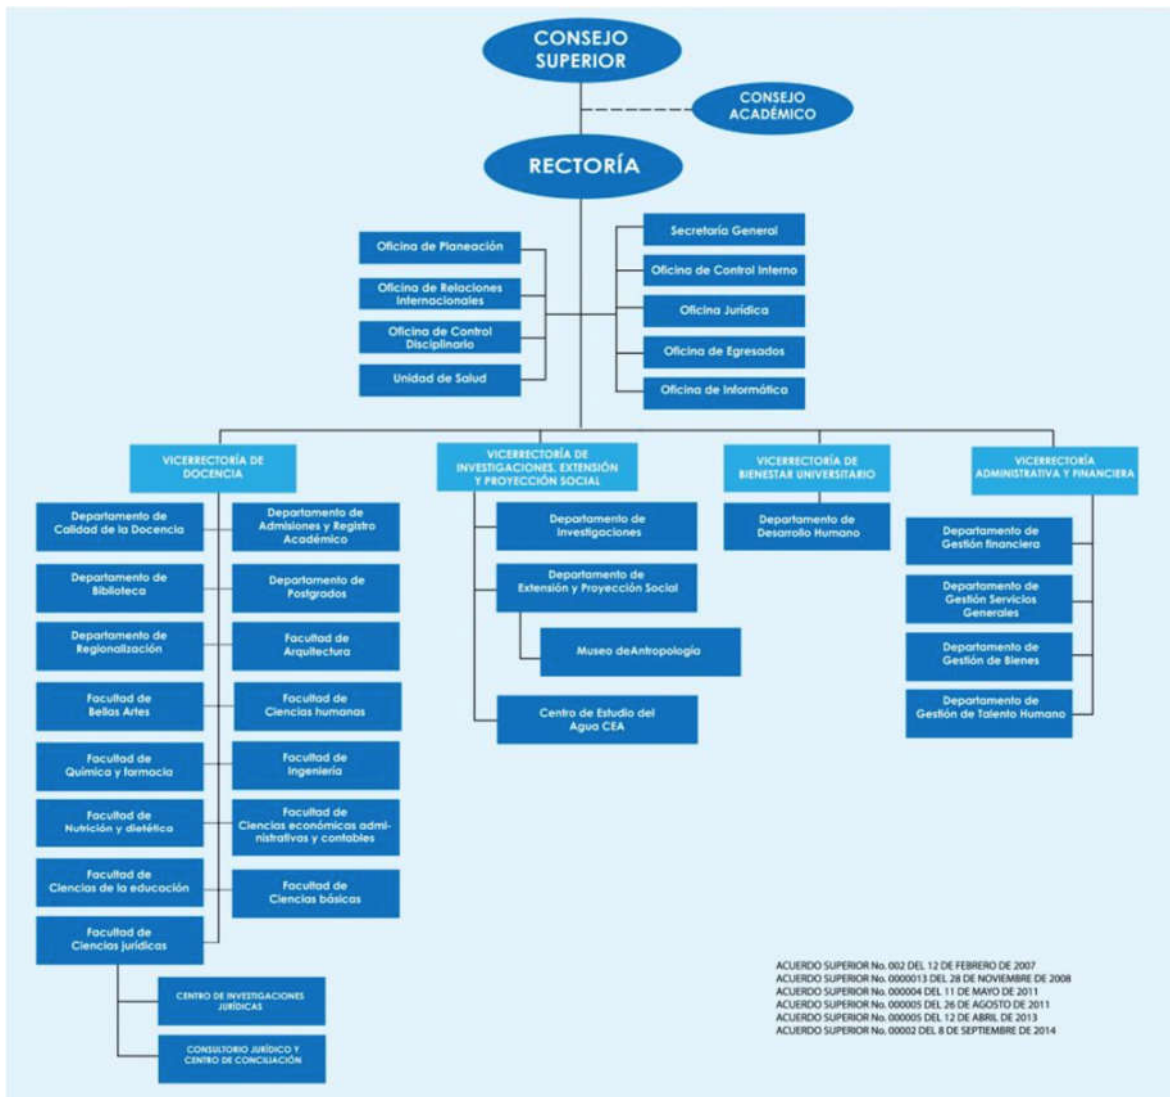 CONSEJO
SUPERIOR
CONSEJO
ACADÉMICO
RECTORÍA
Oficina de Planeación
Oficina de Relaciones
Internacionales
Oficina de Control
Disciplinario
Unidad de Salud
Secretaría General
Oficina de Control Interno
Oficina Jurídica
Oficina de Egresados
Oficina de Informática
VICERRECTORÍA DE
DOCENCIA
VICERRECTORÍA DE
INVESTIGACIONES, EXTENSIÓN
Y PROYECCIÓN SOCIAL
VICERRECTORÍA DE
BIENESTAR UNIVERSITARIO
VICERRECTORÍA
ADMINISTRATIVA Y FINANCIERA
Departamento de
Calidad de la Docencia
Departamento de
Admisiones y Registro
Académico
Departamento de
Biblioteca
Departamento de
Postgrados
Departamento de
Regionalización
Facultad de
Arquitectura
Facultad de
Bellas Artes
Facultad de
Ciencias humanas
Facultad de
Química y farmacia
Facultad de
Ingeniería
Facultad de
Nutrición y dietética
Facultad de
Ciencias económicas admi-
nistrativas y contables
Facultad de
Ciencias de la educación
Facultad de
Ciencias básicas
Facultad de
Ciencias jurídicas
CENTRO DE INVESTIGACIONES
JURÍDICAS
CONSULTORIO JURÍDICO Y
CENTRO DE CONCILIACIÓN
Departamento de
Investigaciones
Departamento de
Extensión y Proyección Social
Museo deAntropología
Centro de Estudio del
Agua CEA
Departamento de
Desarrollo Humano
Departamento de
Gestión financiera
Departamento de
Gestión Servicios
Generales
Departamento de
Gestión de Bienes
Departamento de
Gestión de Talento Humano
ACUERDO SUPERIOR No. 002 DEL 12 DE FEBRERO DE 2007
ACUERDO SUPERIOR No. 0000013 DEL 28 DE NOVIEMBRE DE 2008
ACUERDO SUPERIOR No. 000004 DEL 11 DE MAYO DE 2011
ACUERDO SUPERIOR No. 000005 DEL 26 DE AGOSTO DE 2011
ACUERDO SUPERIOR No. 000005 DEL 12 DE ABRIL DE 2013
ACUERDO SUPERIOR No. 00002 DEL 8 DE SEPTIEMBRE DE 2014